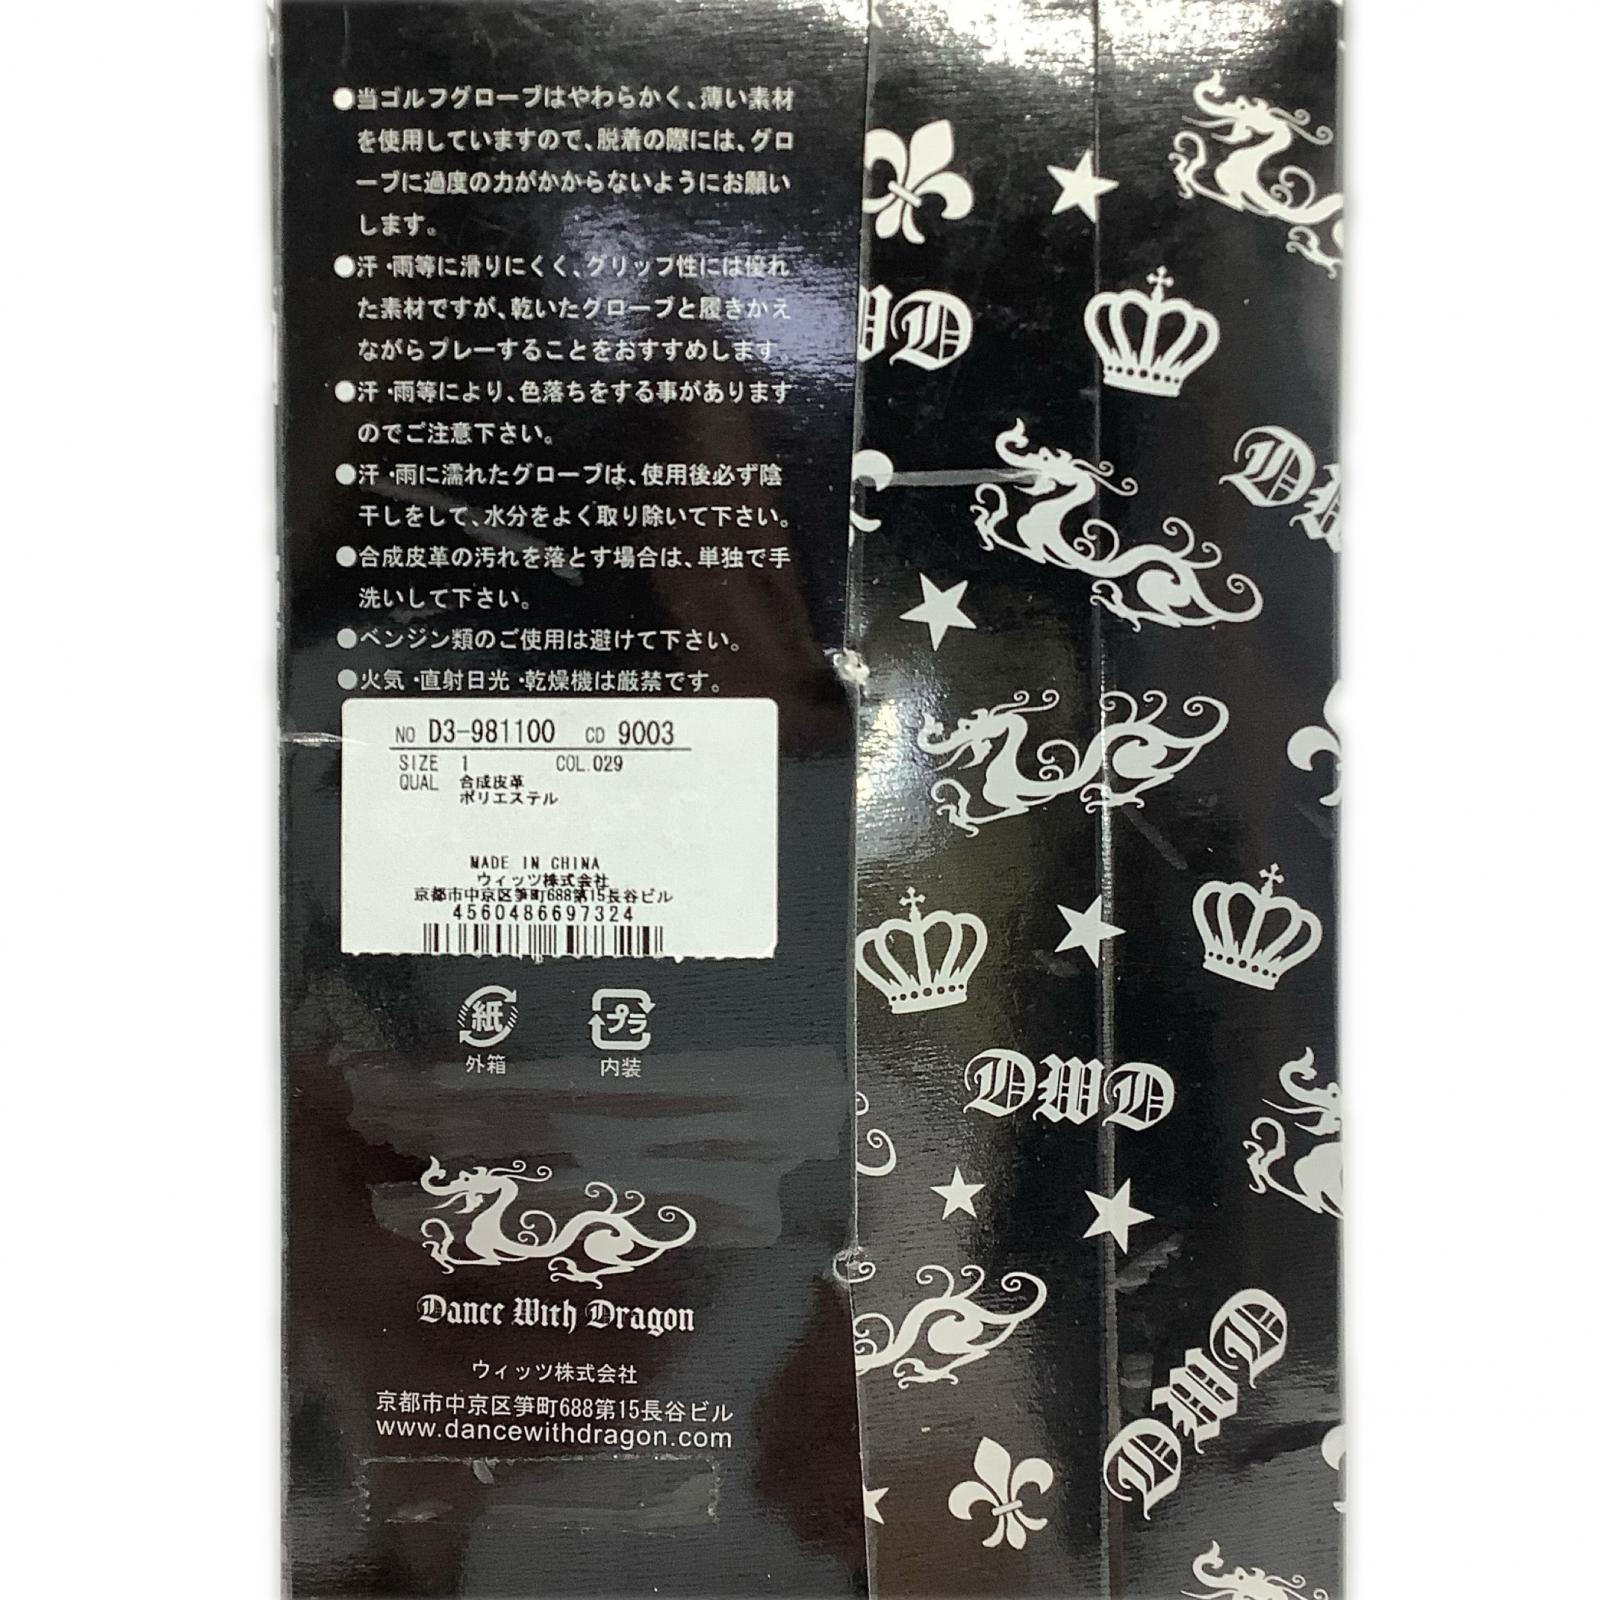 ●当ゴルフグローブはやわらかく、薄い素材
を使用していますので、脱着の際には、グロ
ーブに過度の力がかからないようにお願い
します。
●汗・雨等に滑りにくく、グリップ性には優れ
た素材ですが、乾いたグローブと履きかえ
ながらプレーすることをおすすめします。
●汗・雨等により、色落ちをする事があります
のでご注意下さい。
●汗・雨に濡れたグローブは、使用後必ず陰
干しをして、水分をよく取り除いて下さい。
●合成皮革の汚れを落とす場合は、単独で手
洗いして下さい。
●ベンジン類のご使用は避けて下さい。
●火気・直射日光・乾燥機は厳禁です。
NO D3-981100 CD 9003
SIZE 1 COL.029
QUAL 合成皮革
ポリエステル
MADE IN CHINA
ウィッツ株式会社
京都市中京区笋町688第15長谷ビル
4560486697324
紙 プラ
外箱 内装
Dance With Dragon
ウィッツ株式会社
京都市中京区笋町688第15長谷ビル
www.dancewithdragon.com
WD
DW
DWD
DWD